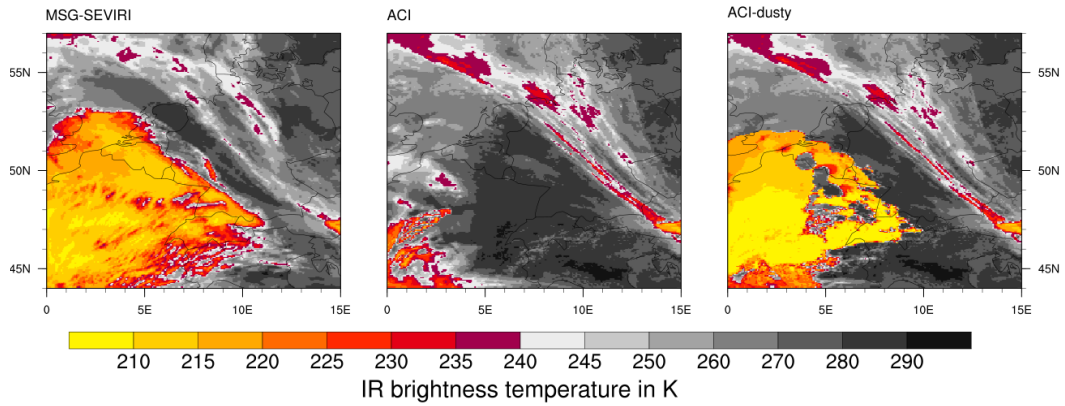 MSG-SEVIRI ACI ACI-dusty
55N 55N
50N 50N
45N 45N
0 5E 10E 15E 0 5E 10E 15E 0 5E 10E 15E
210 215 220 225 230 235 240 245 250 260 270 280 290
IR brightness temperature in K